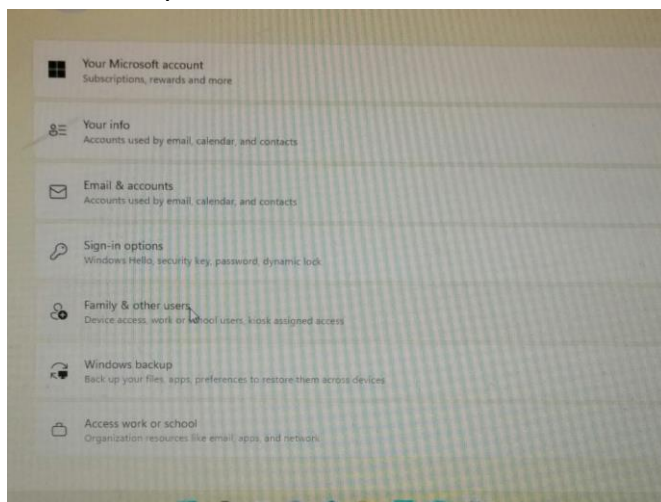 Your Microsoft account
Subscriptions, rewards and more
Your info
Accounts used by email, calendar, and contacts
Email & accounts
Accounts used by email, calendar, and contacts
Sign-in options
Windows Hello, security key, password, dynamic lock
Family & other users
Device access, work or school users, kiosk assigned access
Windows backup
Back up your files, apps, preferences to restore them across devices
Access work or school
Organization resources like email, apps, and network